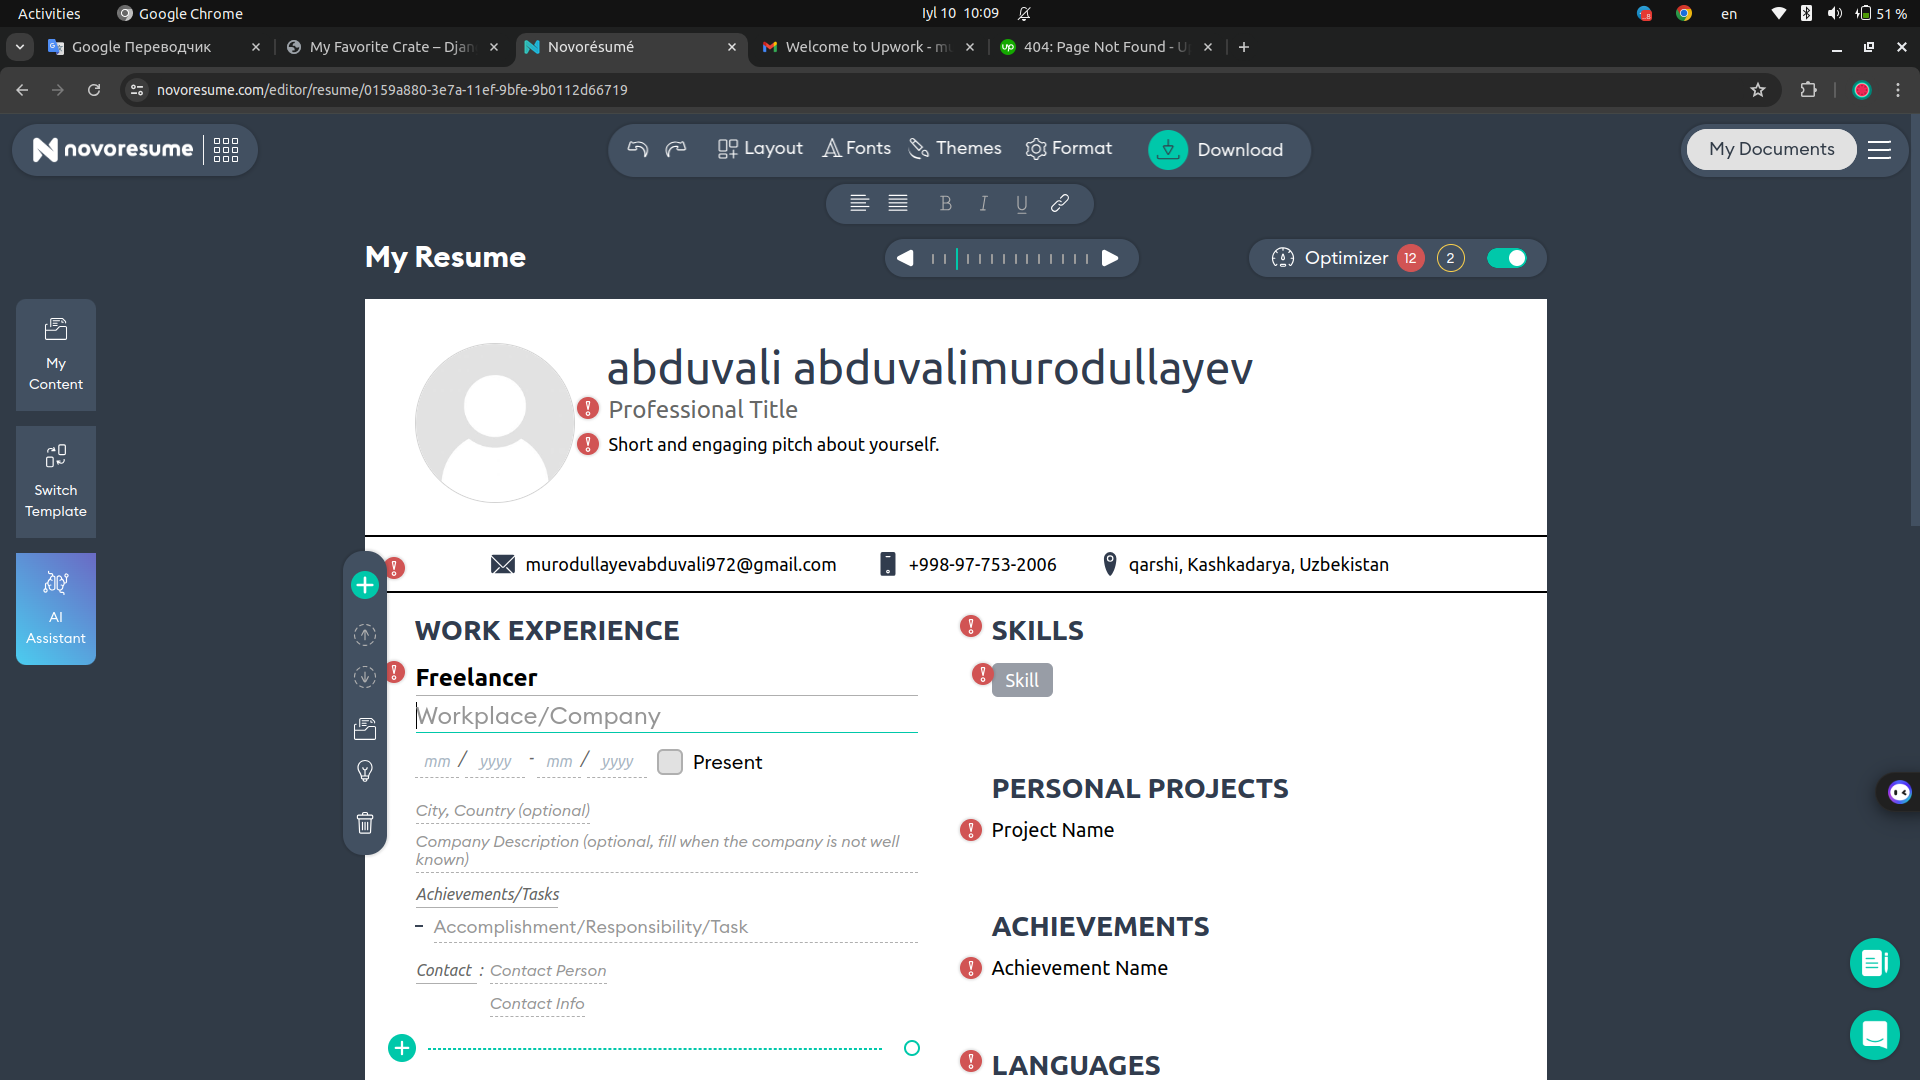 Activities
Google Chrome
Iyl 10 10:09
en
51 %
Google Переводчик
My Favorite Crate – Djan
Novorésumé
Welcome to Upwork - mu
404: Page Not Found - U
novoresume.com/editor/resume/0159a880-3e7a-11ef-9bfe-9b0112d66719
novoresume
Layout
Fonts
Themes
Format
Download
My Documents
B I U
My Resume
Optimizer 12 2
My
Content
Switch
Template
AI
Assistant
abduvali abduvalimurodullayev
Professional Title
Short and engaging pitch about yourself.
murodullayevabduvali972@gmail.com
+998-97-753-2006
qarshi, Kashkadarya, Uzbekistan
WORK EXPERIENCE
Freelancer
Workplace/Company
mm / yyyy - mm / yyyy Present
City, Country (optional)
Company Description (optional, fill when the company is not well
known)
Achievements/Tasks
– Accomplishment/Responsibility/Task
Contact : Contact Person
Contact Info
SKILLS
Skill
PERSONAL PROJECTS
Project Name
ACHIEVEMENTS
Achievement Name
LANGUAGES